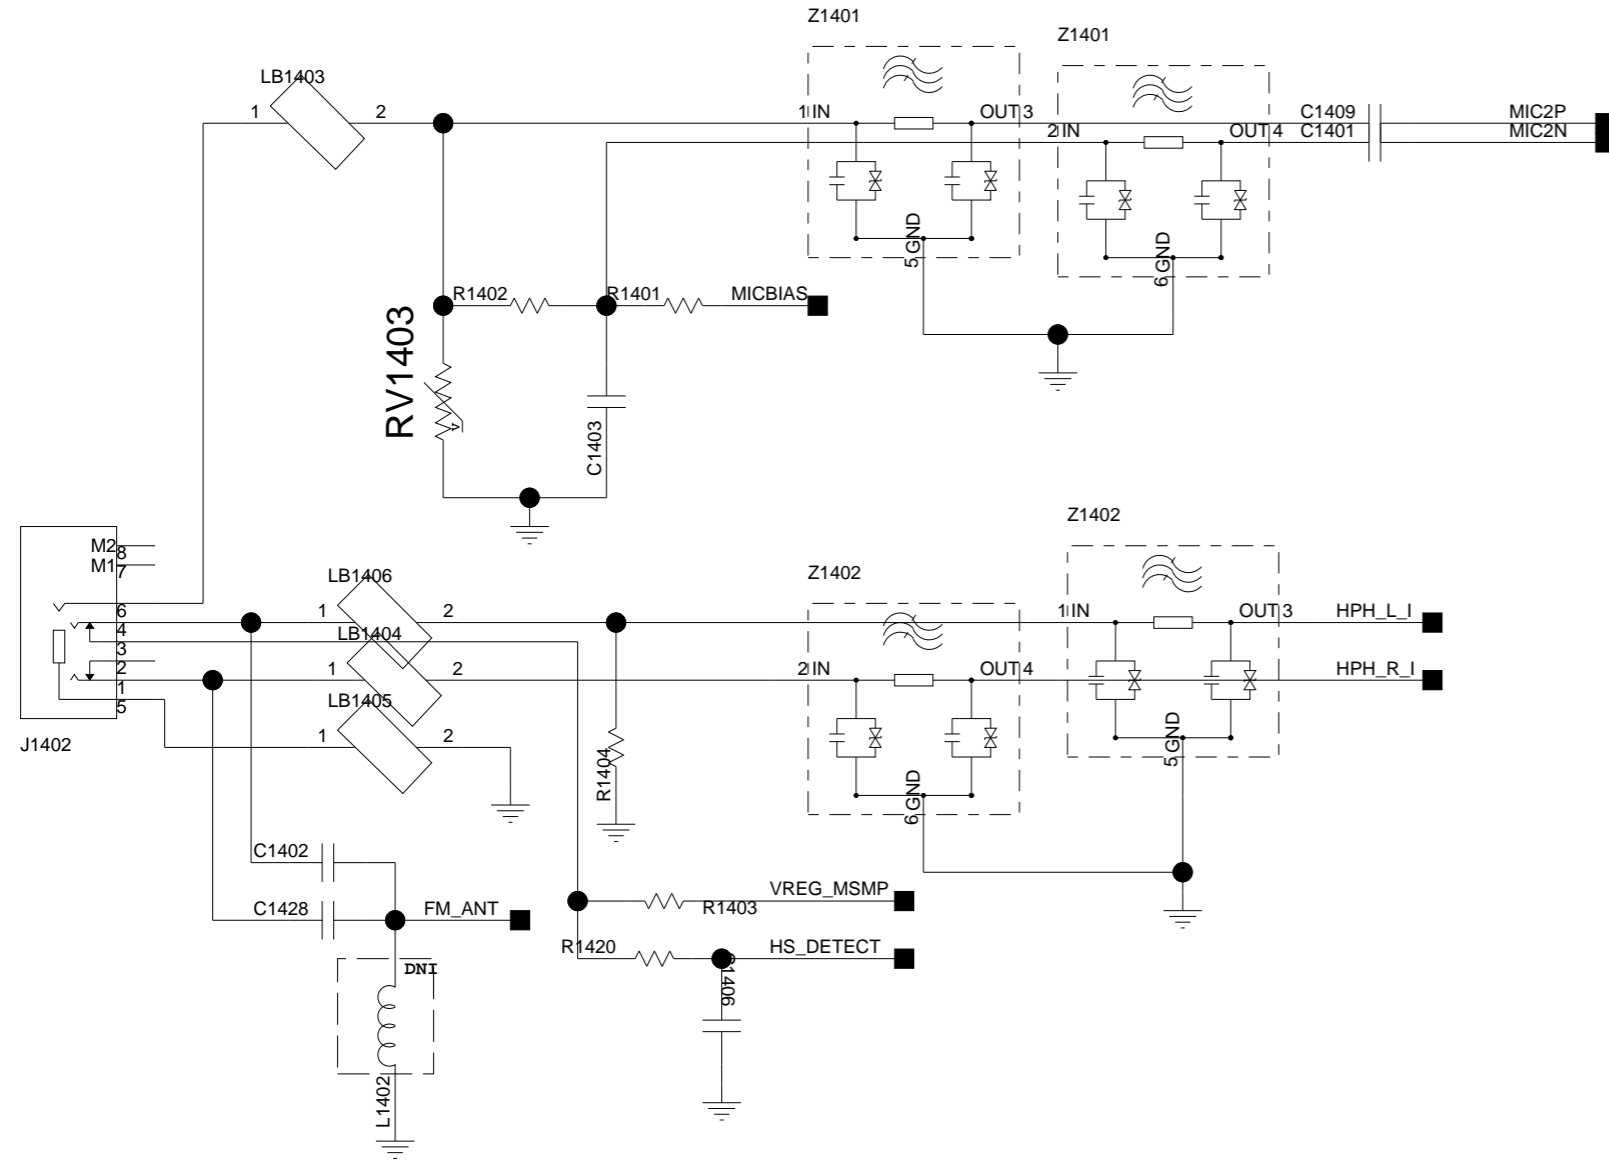 Z1401
Z1401
LB1403
1
2
1 IN
OUT 3
2 IN
OUT 4
C1409
C1401
MIC2P
MIC2N
5 GND
6 GND
R1402
R1401
MICBIAS
RV1403
C1403
Z1402
Z1402
M2
8
M1
7
6
4
3
2
1
5
J1402
LB1406
1
2
LB1404
1
2
LB1405
1
2
1 IN
OUT 3
HPH_L_I
2 IN
OUT 4
HPH_R_I
5 GND
6 GND
R1404
C1402
C1428
FM_ANT
VREG_MSMP
R1403
R1420
HS_DETECT
DNI
L1402